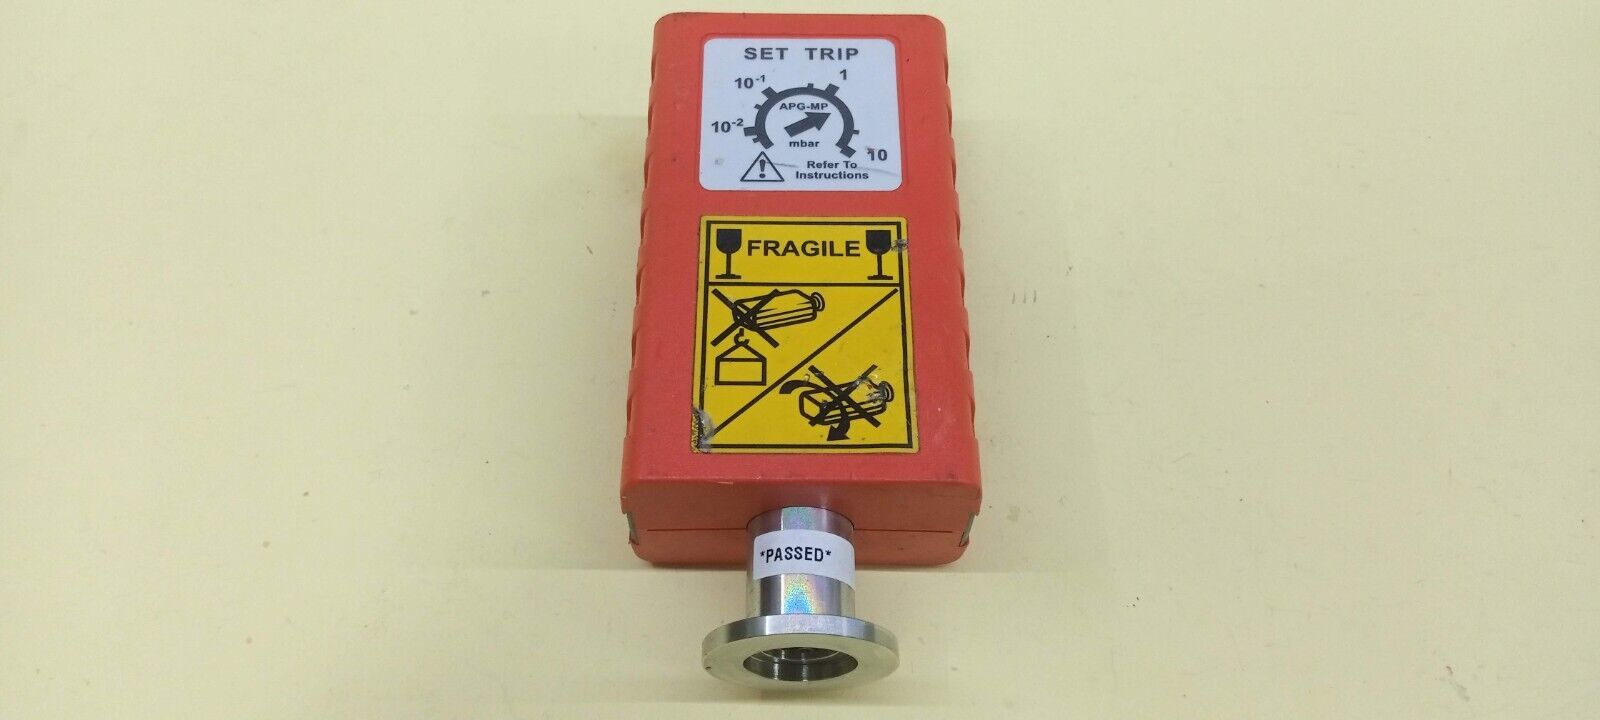 SET TRIP
10⁻¹ 1
APG-MP
10⁻²
mbar
10
Refer To
Instructions
FRAGILE
*PASSED*